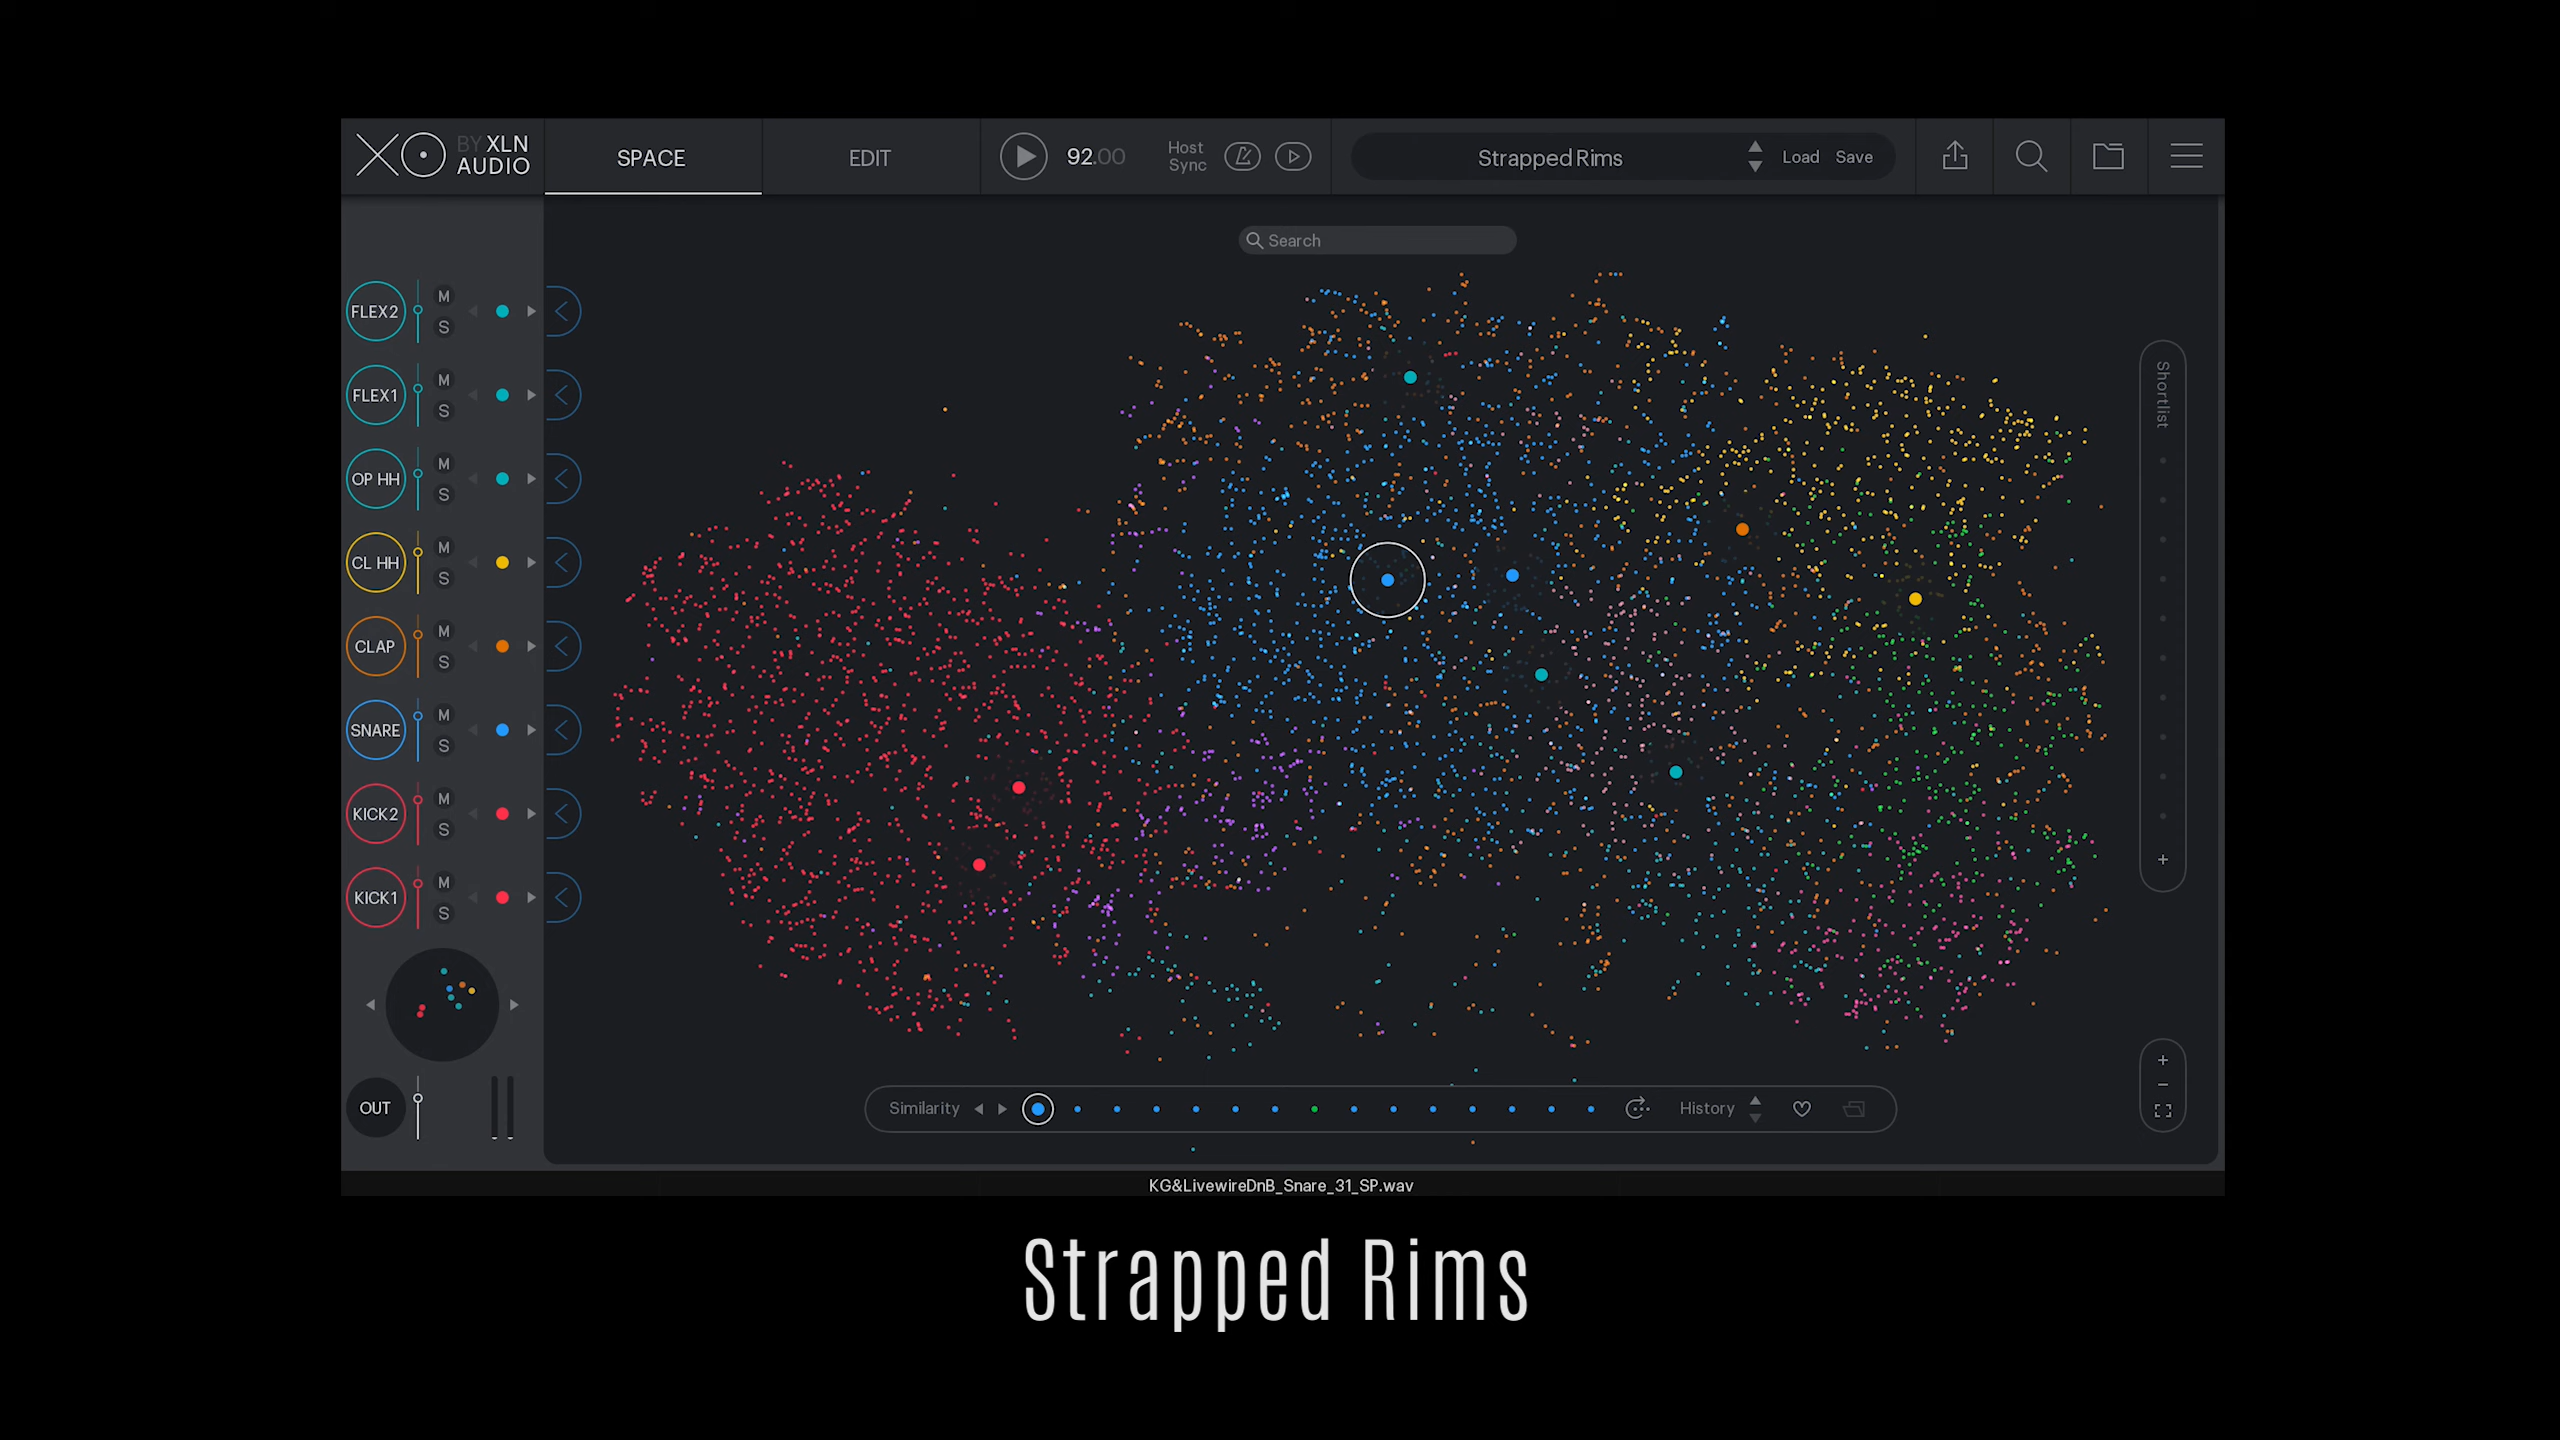 BY XLN
AUDIO
SPACE
EDIT
92.00
Host
Sync
Strapped Rims
Load
Save
Search
FLEX2
M
S
FLEX1
M
S
OP HH
M
S
CL HH
M
S
CLAP
M
S
SNARE
M
S
KICK2
M
S
KICK1
M
S
OUT
Shortlist
Similarity
History
KG&LivewireDnB_Snare_31_SP.wav
Strapped Rims